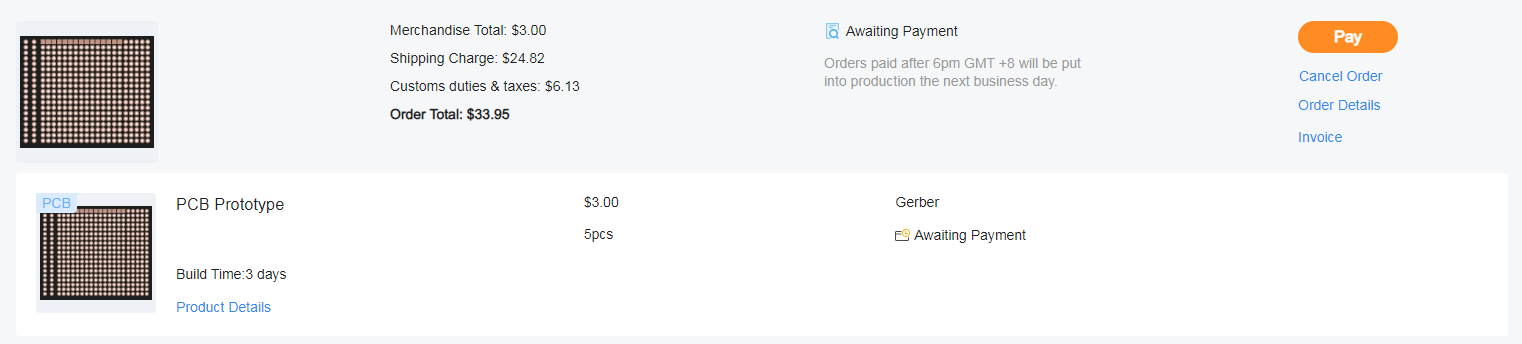 Merchandise Total: $3.00
Shipping Charge: $24.82
Customs duties & taxes: $6.13
Order Total: $33.95
Awaiting Payment
Orders paid after 6pm GMT +8 will be put
into production the next business day.
Pay
Cancel Order
Order Details
Invoice
PCB
PCB Prototype
$3.00
Gerber
5pcs
Awaiting Payment
Build Time:3 days
Product Details